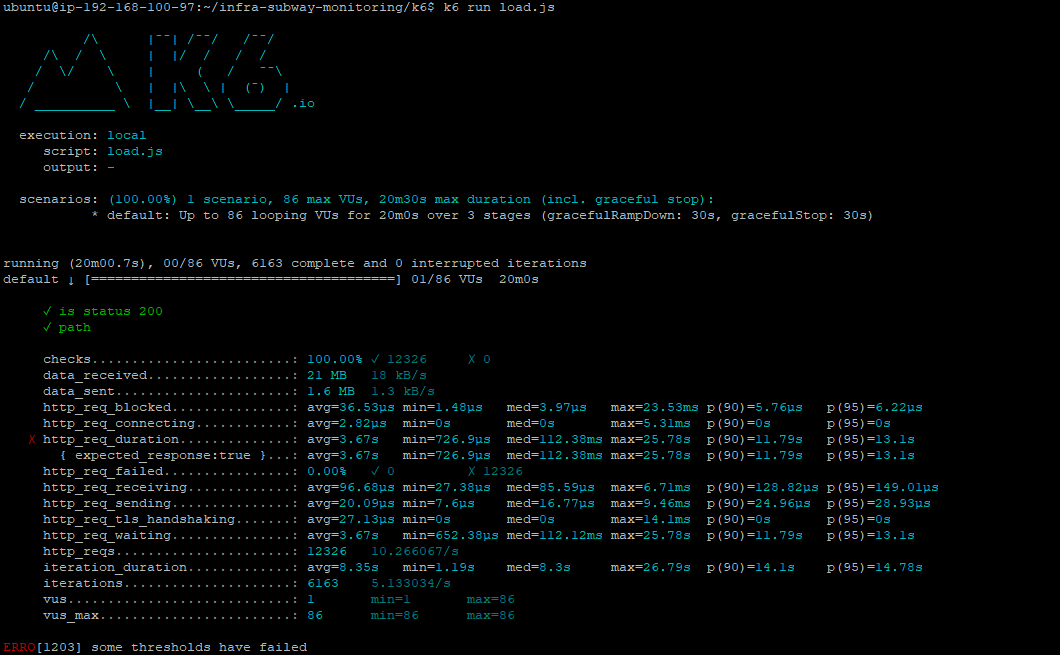 ubuntu@ip-192-168-100-97:~/infra-subway-monitoring/k6$ k6 run load.js
          /\      |‾‾| /‾‾/   /‾‾/
     /\  /  \     |  |/  /   /  /
    /  \/    \    |     (   /   ‾‾\
   /          \   |  |\  \ |  (‾)  |
  / __________ \  |__| \__\ \_____/ .io
  execution: local
     script: load.js
     output: -
  scenarios: (100.00%) 1 scenario, 86 max VUs, 20m30s max duration (incl. graceful stop):
           * default: Up to 86 looping VUs for 20m0s over 3 stages (gracefulRampDown: 30s, gracefulStop: 30s)
running (20m00.7s), 00/86 VUs, 6163 complete and 0 interrupted iterations
default ↓ [======================================] 01/86 VUs  20m0s
     ✓ is status 200
     ✓ path
     checks.........................: 100.00% ✓ 12326     ✗ 0
     data_received..................: 21 MB   18 kB/s
     data_sent......................: 1.6 MB  1.3 kB/s
     http_req_blocked...............: avg=36.53µs min=1.48µs   med=3.97µs   max=23.53ms p(90)=5.76µs   p(95)=6.22µs
     http_req_connecting............: avg=2.82µs  min=0s       med=0s       max=5.31ms  p(90)=0s       p(95)=0s
   ✗ http_req_duration..............: avg=3.67s   min=726.9µs  med=112.38ms max=25.78s  p(90)=11.79s   p(95)=13.1s
       { expected_response:true }...: avg=3.67s   min=726.9µs  med=112.38ms max=25.78s  p(90)=11.79s   p(95)=13.1s
     http_req_failed................: 0.00%   ✓ 0         ✗ 12326
     http_req_receiving.............: avg=96.68µs min=27.38µs  med=85.59µs  max=6.71ms  p(90)=128.82µs p(95)=149.01µs
     http_req_sending...............: avg=20.09µs min=7.6µs    med=16.77µs  max=9.46ms  p(90)=24.96µs  p(95)=28.93µs
     http_req_tls_handshaking.......: avg=27.13µs min=0s       med=0s       max=14.1ms  p(90)=0s       p(95)=0s
     http_req_waiting...............: avg=3.67s   min=652.38µs med=112.12ms max=25.78s  p(90)=11.79s   p(95)=13.1s
     http_reqs......................: 12326   10.266067/s
     iteration_duration.............: avg=8.35s   min=1.19s    med=8.3s     max=26.79s  p(90)=14.1s    p(95)=14.78s
     iterations.....................: 6163    5.133034/s
     vus............................: 1       min=1       max=86
     vus_max........................: 86      min=86      max=86
ERRO[1203] some thresholds have failed